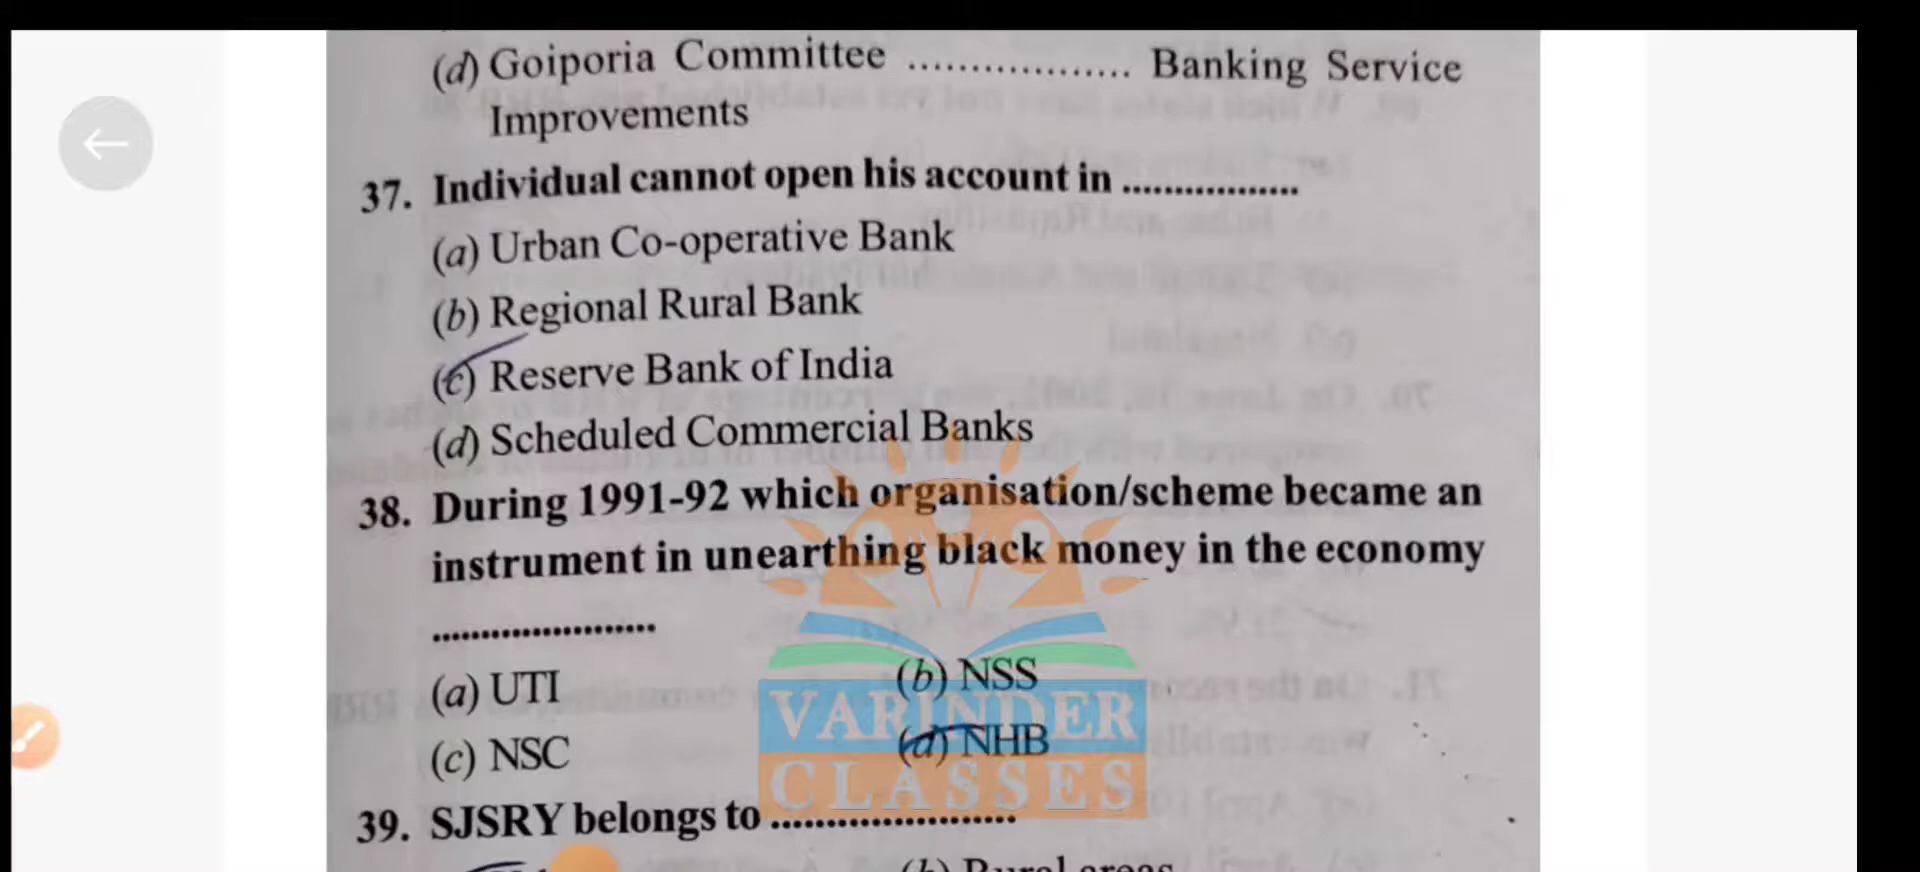 (d) Goiporia Committee .................. Banking Service
Improvements
37. Individual cannot open his account in .................
(a) Urban Co-operative Bank
(b) Regional Rural Bank
(c) Reserve Bank of India
(d) Scheduled Commercial Banks
38. During 1991-92 which organisation/scheme became an
instrument in unearthing black money in the economy
.......................
(a) UTI (b) NSS
(c) NSC (d) NHB
VARINDER
CLASSES
39. SJSRY belongs to .......................
(b) Rural areas